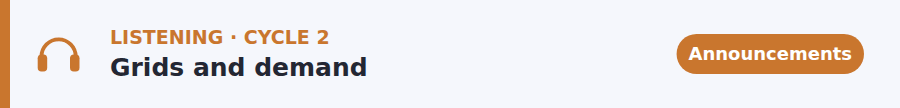 LISTENING · CYCLE 2
Grids and demand
Announcements